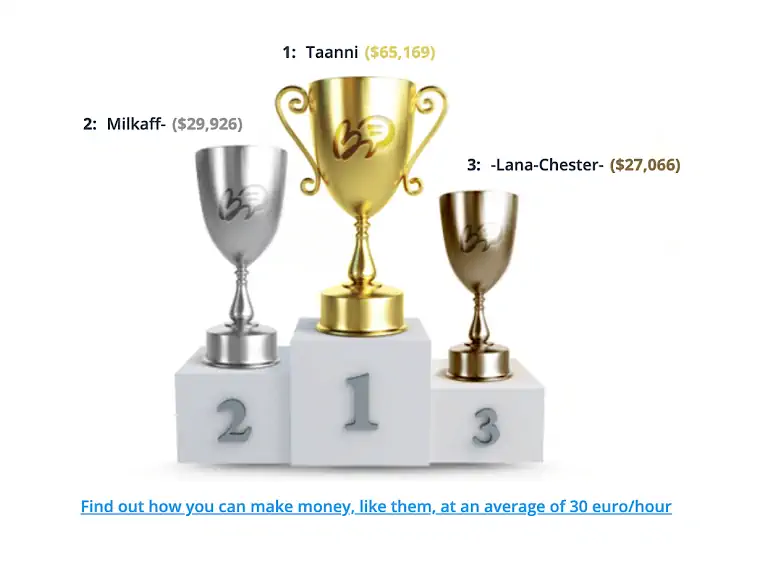 1: Taanni ($65,169)
2: Milkaff- ($29,926)
3: -Lana-Chester- ($27,066)
2
1
3
Find out how you can make money, like them, at an average of 30 euro/hour